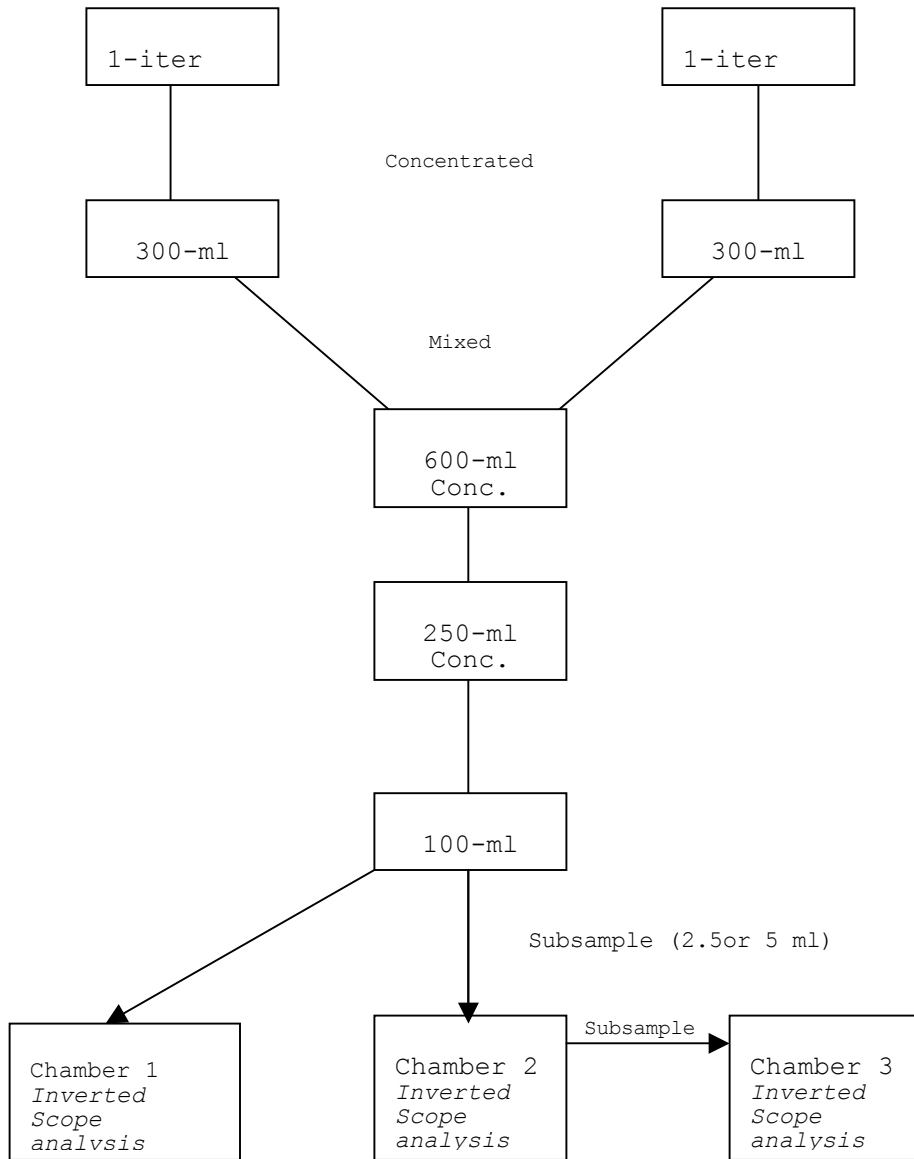 1-iter
1-iter
Concentrated
300-ml
300-ml
Mixed
600-ml
Conc.
250-ml
Conc.
100-ml
Subsample (2.5or 5 ml)
Subsample
Chamber 1
Inverted
Scope
analysis
Chamber 2
Inverted
Scope
analysis
Chamber 3
Inverted
Scope
analysis